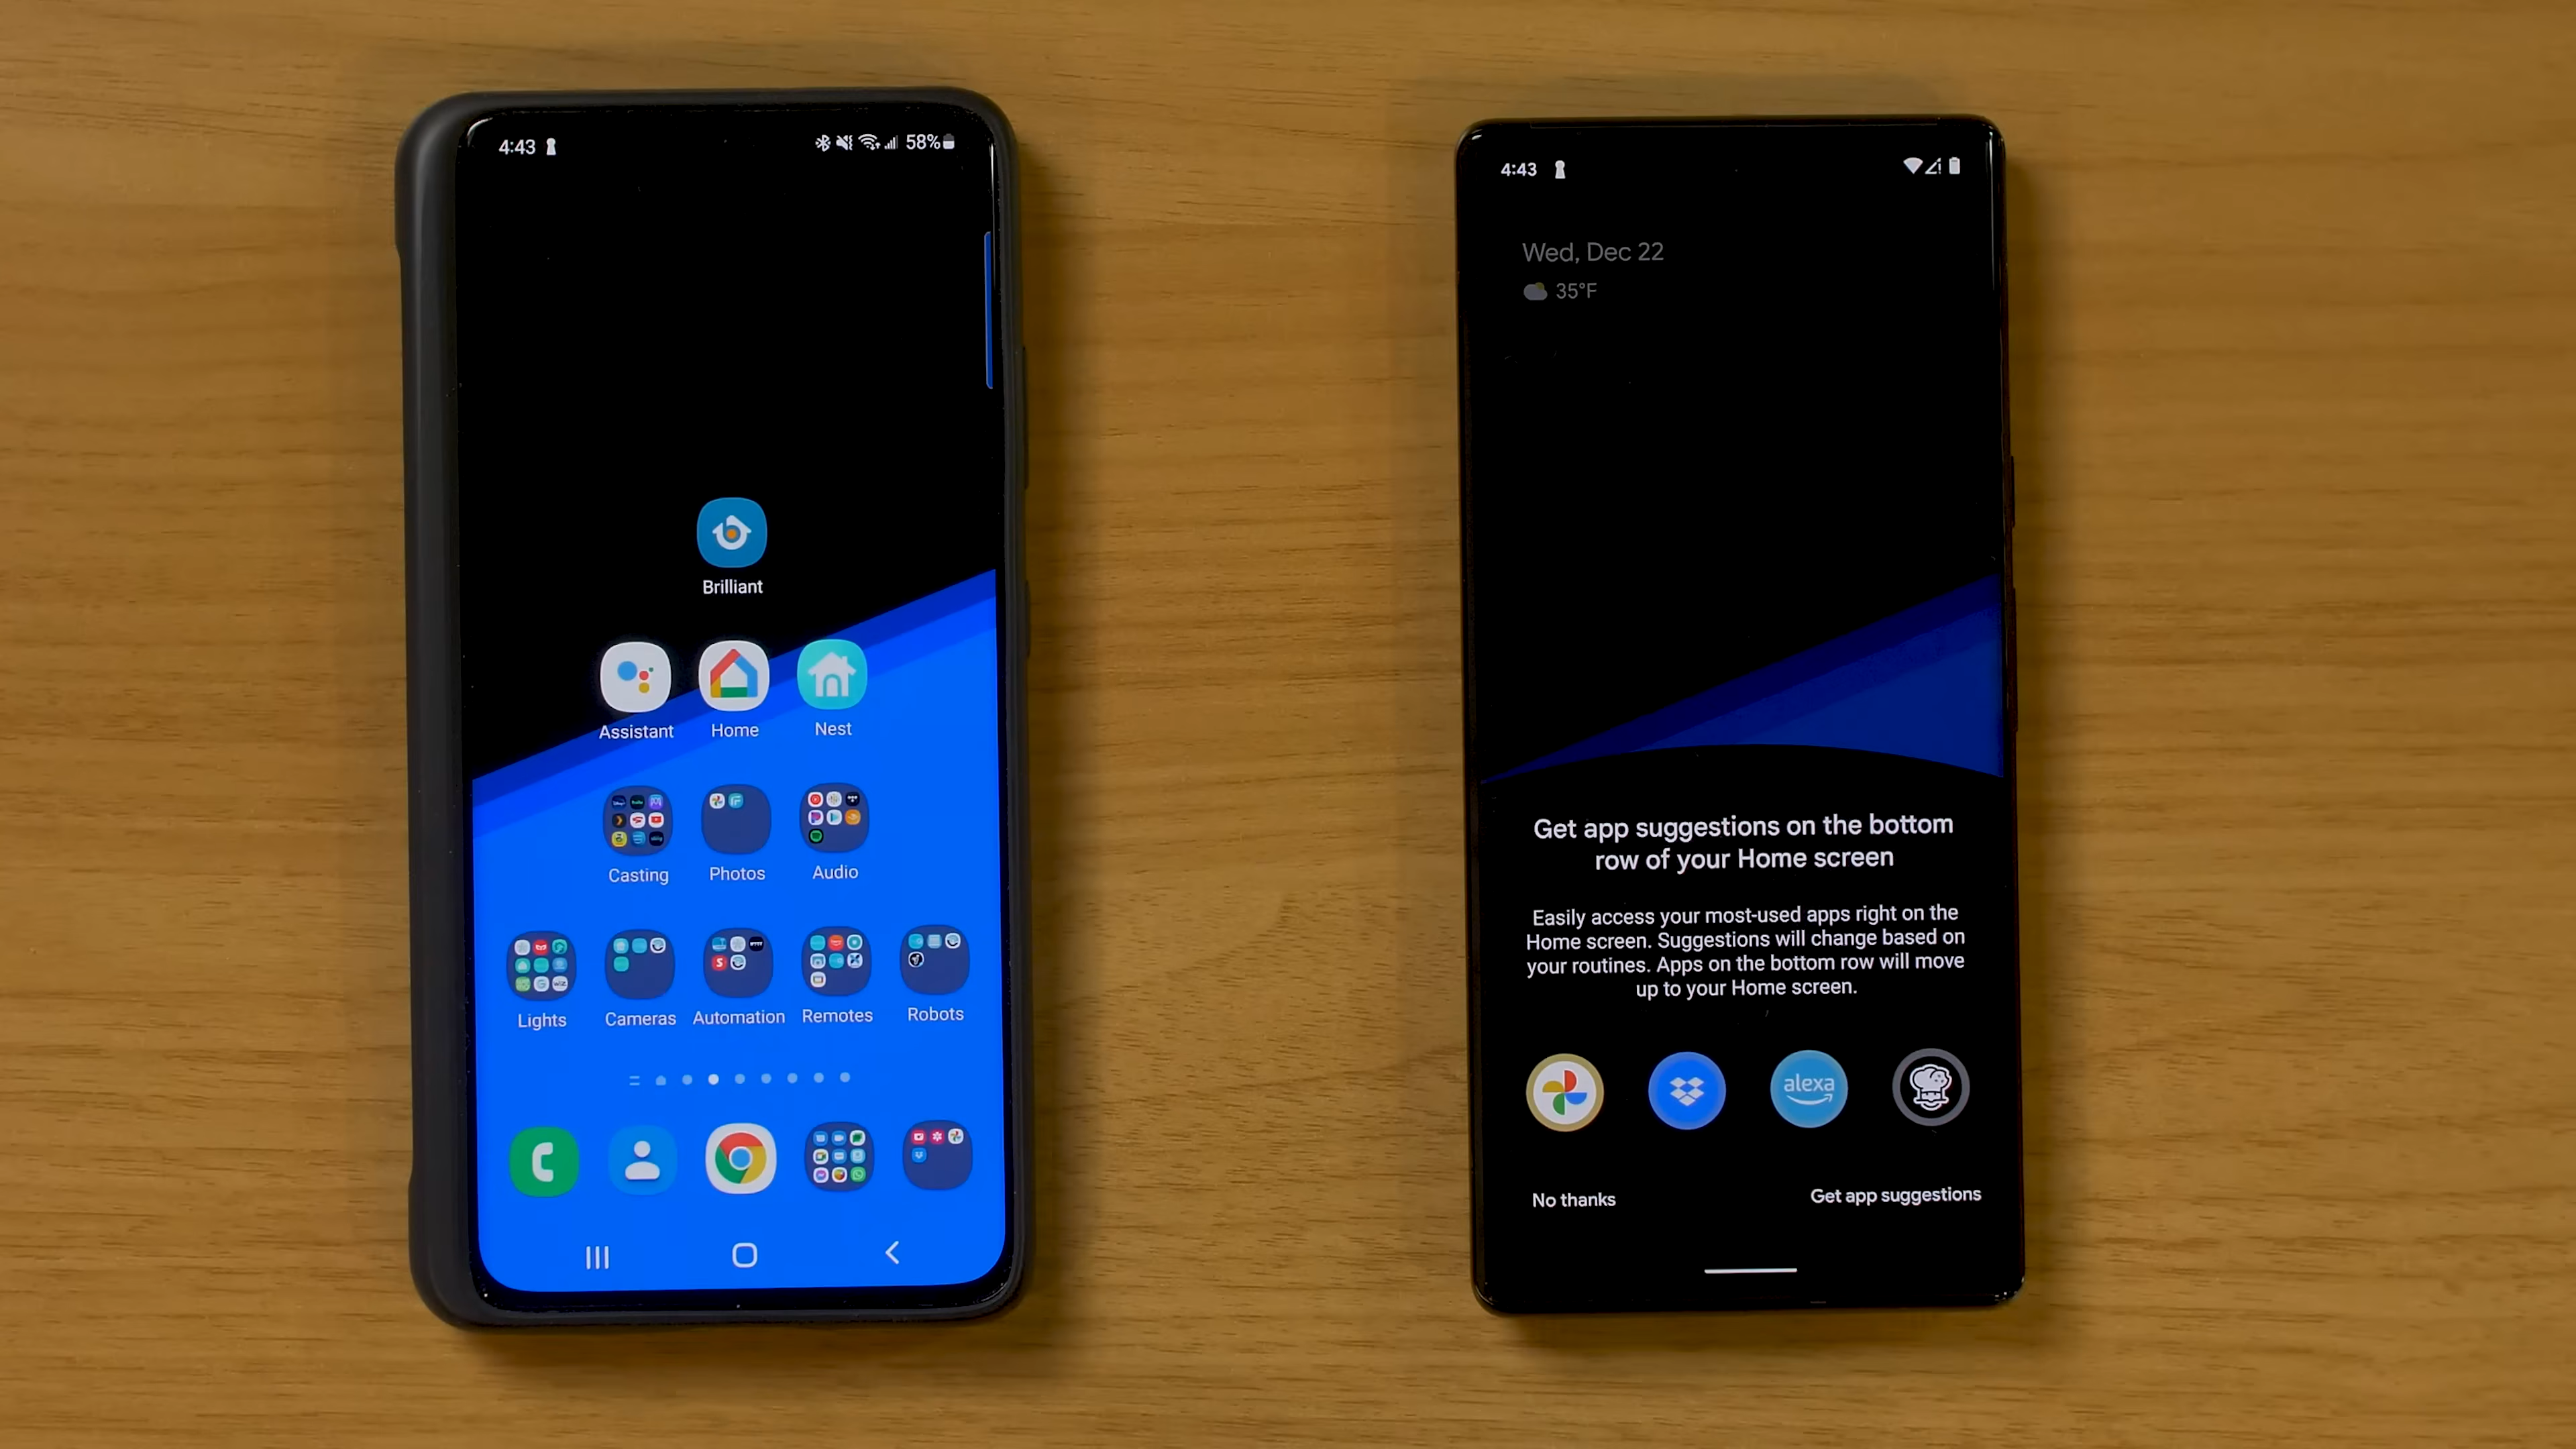 4:43
58%
Brilliant
Assistant
Home
Nest
Casting
Photos
Audio
Lights
Cameras
Automation
Remotes
Robots
4:43
Wed, Dec 22
35°F
Get app suggestions on the bottom
row of your Home screen
Easily access your most-used apps right on the
Home screen. Suggestions will change based on
your routines. Apps on the bottom row will move
up to your Home screen.
alexa
No thanks
Get app suggestions